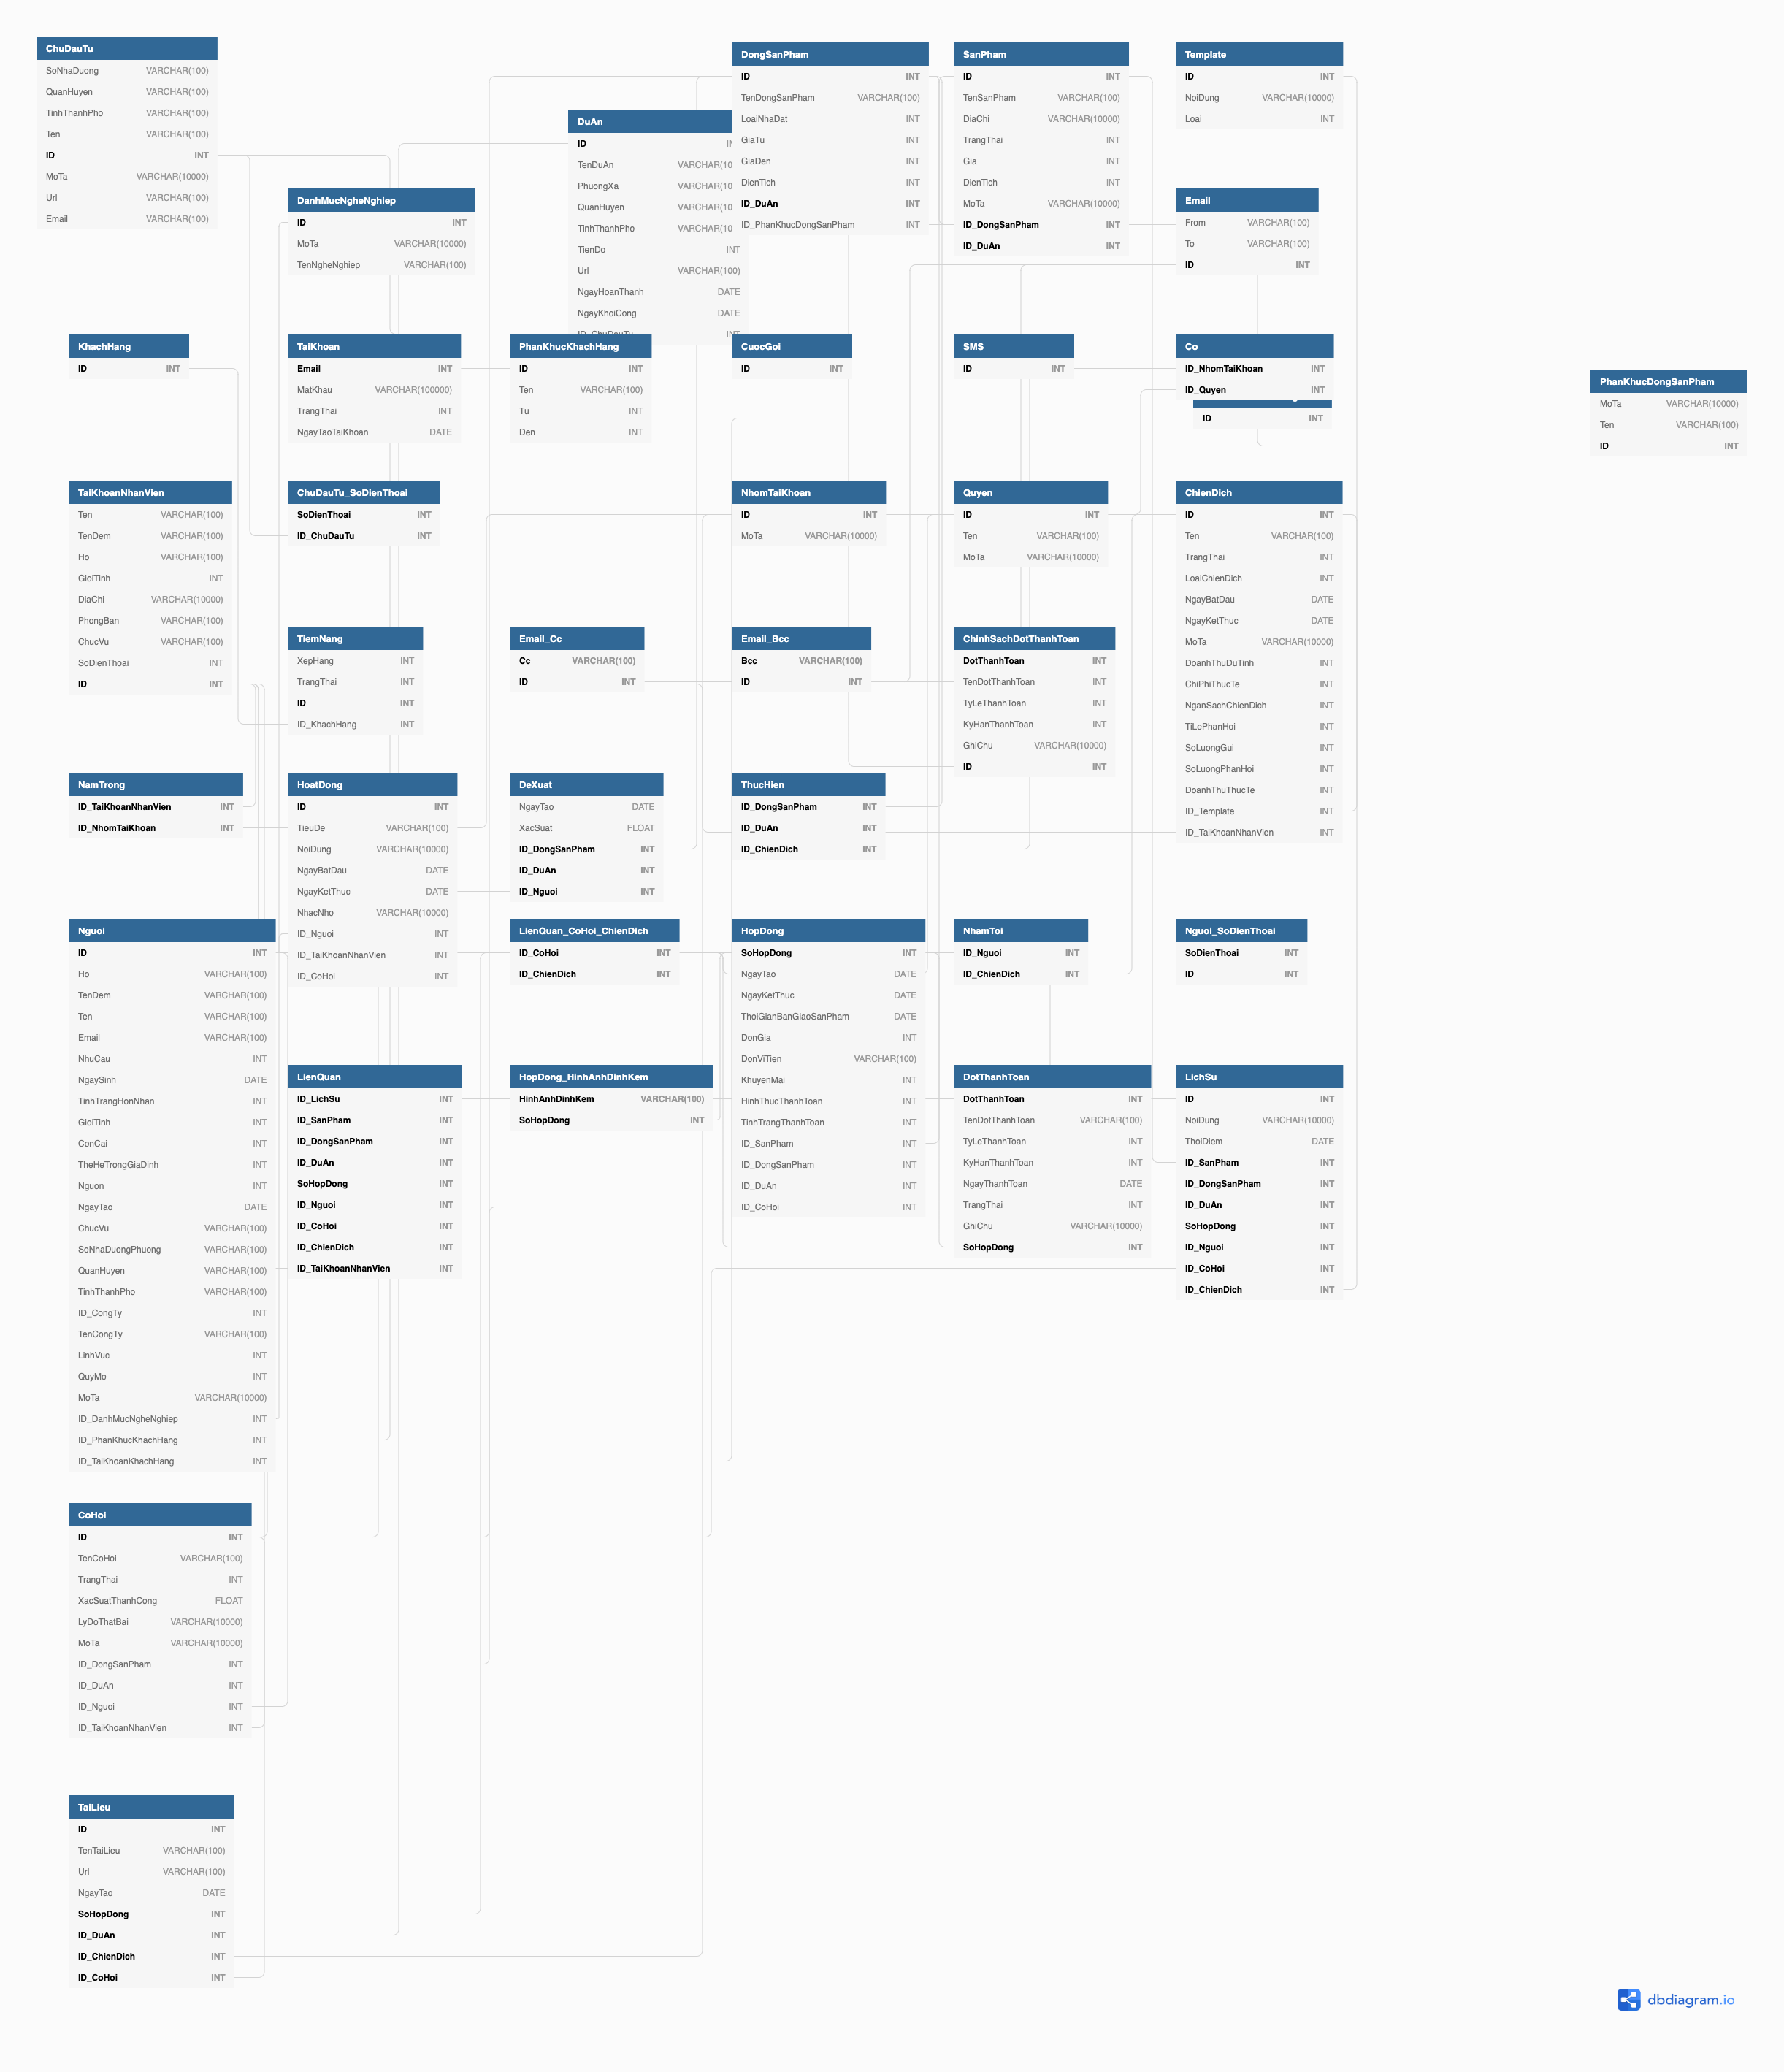 ChuDauTu
SoNhaDuong VARCHAR(100)
QuanHuyen VARCHAR(100)
TinhThanhPho VARCHAR(100)
Ten VARCHAR(100)
ID INT
MoTa VARCHAR(10000)
Url VARCHAR(100)
Email VARCHAR(100)
DuAn
ID
TenDuAn
PhuongXa
QuanHuyen
TinhThanhPho
TienDo INT
Url VARCHAR(100)
NgayHoanThanh DATE
NgayKhoiCong DATE
DongSanPham
ID INT
TenDongSanPham VARCHAR(100)
LoaiNhaDat INT
GiaTu INT
GiaDen INT
DienTich INT
ID_DuAn INT
ID_PhanKhucDongSanPham INT
SanPham
ID INT
TenSanPham VARCHAR(100)
DiaChi VARCHAR(10000)
TrangThai INT
Gia INT
DienTich INT
MoTa VARCHAR(10000)
ID_DongSanPham INT
ID_DuAn INT
Template
ID INT
NoiDung VARCHAR(10000)
Loai INT
DanhMucNgheNghiep
ID INT
MoTa VARCHAR(10000)
TenNgheNghiep VARCHAR(100)
Email
From VARCHAR(100)
To VARCHAR(100)
ID INT
KhachHang
ID INT
TaiKhoan
Email INT
MatKhau VARCHAR(100000)
TrangThai INT
NgayTaoTaiKhoan DATE
PhanKhucKhachHang
ID INT
Ten VARCHAR(100)
Tu INT
Den INT
CuocGoi
ID INT
SMS
ID INT
Co
ID_NhomTaiKhoan INT
ID_Quyen INT
ID INT
PhanKhucDongSanPham
MoTa VARCHAR(10000)
Ten VARCHAR(100)
ID INT
TaiKhoanNhanVien
Ten VARCHAR(100)
TenDem VARCHAR(100)
Ho VARCHAR(100)
GioiTinh INT
DiaChi VARCHAR(10000)
PhongBan VARCHAR(100)
ChucVu VARCHAR(100)
SoDienThoai INT
ID INT
ChuDauTu_SoDienThoai
SoDienThoai INT
ID_ChuDauTu INT
NhomTaiKhoan
ID INT
MoTa VARCHAR(10000)
Quyen
ID INT
Ten VARCHAR(100)
MoTa VARCHAR(10000)
ChienDich
ID INT
Ten VARCHAR(100)
TrangThai INT
LoaiChienDich INT
NgayBatDau DATE
NgayKetThuc DATE
MoTa VARCHAR(10000)
DoanhThuDuTinh INT
ChiPhiThucTe INT
NganSachChienDich INT
TiLePhanHoi INT
SoLuongGui INT
SoLuongPhanHoi INT
DoanhThuThucTe INT
ID_Template INT
ID_TaiKhoanNhanVien INT
TiemNang
XepHang INT
TrangThai INT
ID INT
ID_KhachHang INT
Email_Cc
Cc VARCHAR(100)
ID INT
Email_Bcc
Bcc VARCHAR(100)
ID INT
ChinhSachDotThanhToan
DotThanhToan INT
TenDotThanhToan INT
TyLeThanhToan INT
KyHanThanhToan INT
GhiChu VARCHAR(10000)
ID INT
NamTrong
ID_TaiKhoanNhanVien INT
ID_NhomTaiKhoan INT
HoatDong
ID INT
TieuDe VARCHAR(100)
NoiDung VARCHAR(10000)
NgayBatDau DATE
NgayKetThuc DATE
NhacNho VARCHAR(10000)
ID_Nguoi INT
ID_TaiKhoanNhanVien INT
ID_CoHoi INT
DeXuat
NgayTao DATE
XacSuat FLOAT
ID_DongSanPham INT
ID_DuAn INT
ID_Nguoi INT
ThucHien
ID_DongSanPham INT
ID_DuAn INT
ID_ChienDich INT
Nguoi
ID INT
Ho VARCHAR(100)
TenDem VARCHAR(100)
Ten VARCHAR(100)
Email VARCHAR(100)
NhuCau INT
NgaySinh DATE
TinhTrangHonNhan INT
GioiTinh INT
ConCai INT
TheHeTrongGiaDinh INT
Nguon INT
NgayTao DATE
ChucVu VARCHAR(100)
SoNhaDuongPhuong VARCHAR(100)
QuanHuyen VARCHAR(100)
TinhThanhPho VARCHAR(100)
ID_CongTy INT
TenCongTy VARCHAR(100)
LinhVuc INT
QuyMo INT
MoTa VARCHAR(10000)
ID_DanhMucNgheNghiep INT
ID_PhanKhucKhachHang INT
ID_TaiKhoanKhachHang INT
LienQuan_CoHoi_ChienDich
ID_CoHoi INT
ID_ChienDich INT
HopDong
SoHopDong INT
NgayTao DATE
NgayKetThuc DATE
ThoiGianBanGiaoSanPham DATE
DonGia INT
DonViTien VARCHAR(100)
KhuyenMai INT
HinhThucThanhToan INT
TinhTrangThanhToan INT
ID_SanPham INT
ID_DongSanPham INT
ID_DuAn INT
ID_CoHoi INT
NhamToi
ID_Nguoi INT
ID_ChienDich INT
Nguoi_SoDienThoai
SoDienThoai INT
ID INT
LienQuan
ID_LichSu INT
ID_SanPham INT
ID_DongSanPham INT
ID_DuAn INT
SoHopDong INT
ID_Nguoi INT
ID_CoHoi INT
ID_ChienDich INT
ID_TaiKhoanNhanVien INT
HopDong_HinhAnhDinhKem
HinhAnhDinhKem VARCHAR(100)
SoHopDong INT
DotThanhToan
DotThanhToan INT
TenDotThanhToan VARCHAR(100)
TyLeThanhToan INT
KyHanThanhToan INT
NgayThanhToan DATE
TrangThai INT
GhiChu VARCHAR(10000)
SoHopDong INT
LichSu
ID INT
NoiDung VARCHAR(10000)
ThoiDiem DATE
ID_SanPham INT
ID_DongSanPham INT
ID_DuAn INT
SoHopDong INT
ID_Nguoi INT
ID_CoHoi INT
ID_ChienDich INT
CoHoi
ID INT
TenCoHoi VARCHAR(100)
TrangThai INT
XacSuatThanhCong FLOAT
LyDoThatBai VARCHAR(10000)
MoTa VARCHAR(10000)
ID_DongSanPham INT
ID_DuAn INT
ID_Nguoi INT
ID_TaiKhoanNhanVien INT
TaiLieu
ID INT
TenTaiLieu VARCHAR(100)
Url VARCHAR(100)
NgayTao DATE
SoHopDong INT
ID_DuAn INT
ID_ChienDich INT
ID_CoHoi INT
dbdiagram.io